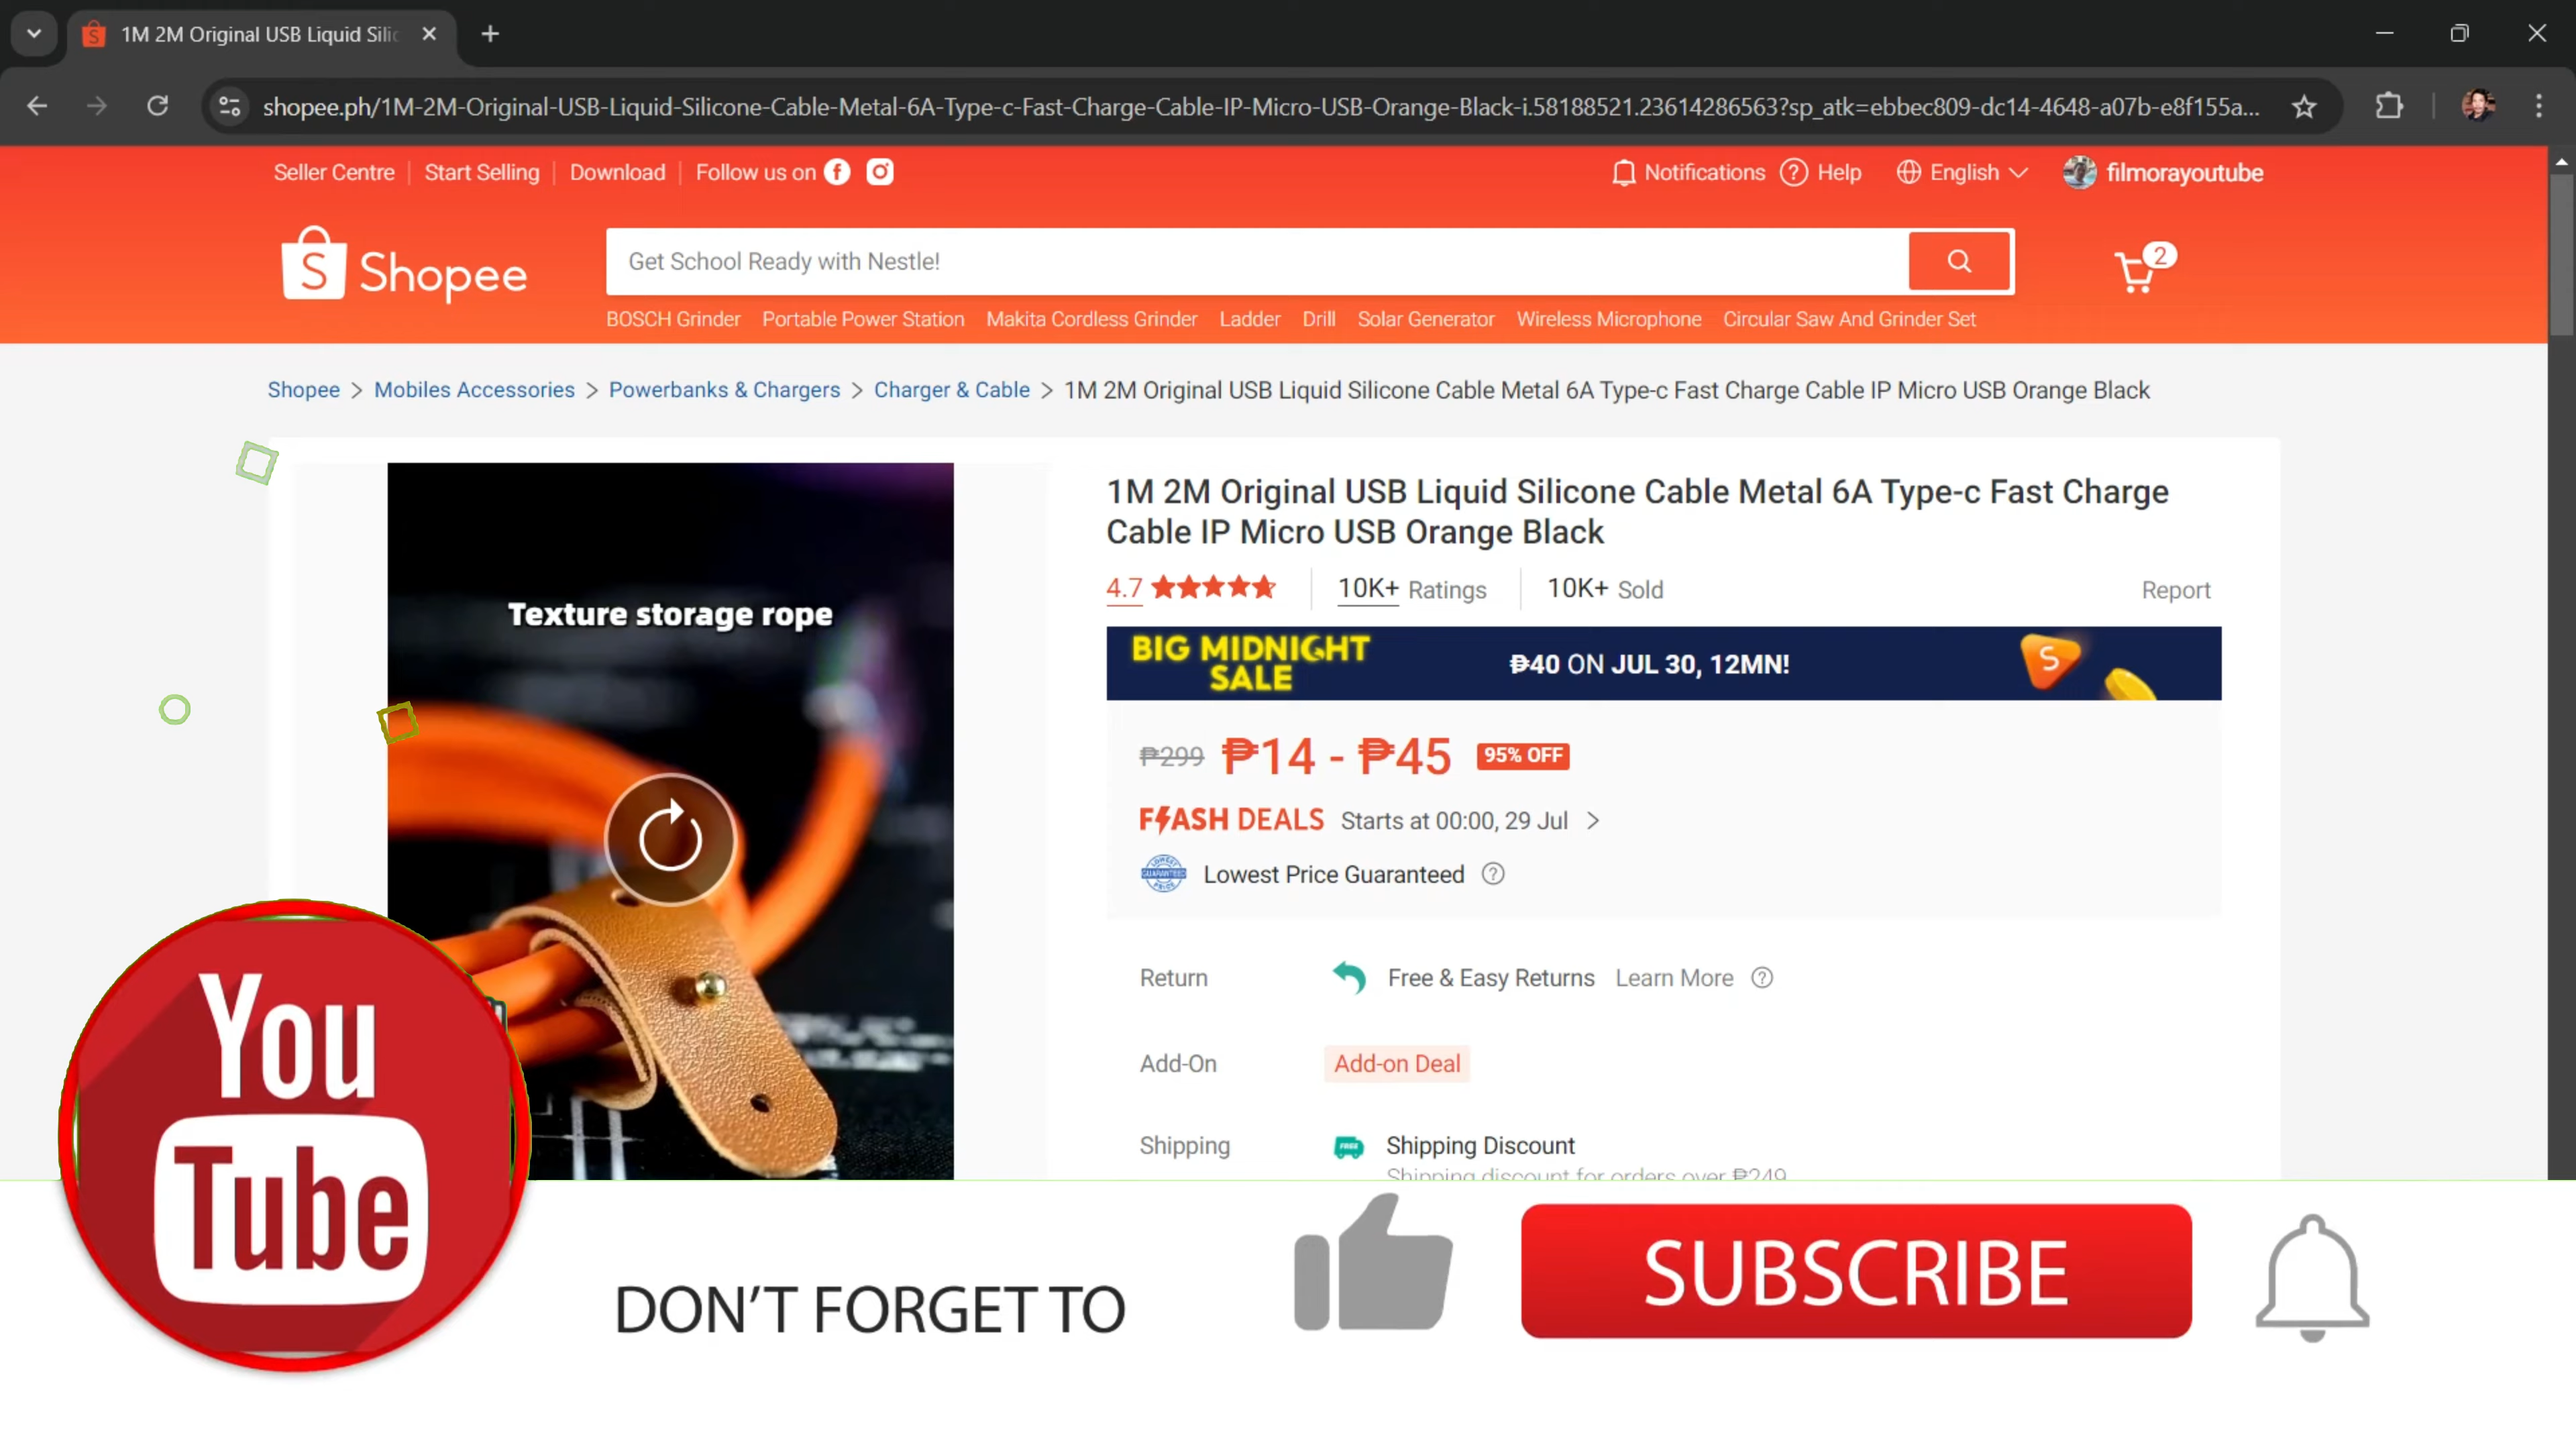 1M 2M Original USB Liquid Silic
shopee.ph/1M-2M-Original-USB-Liquid-Silicone-Cable-Metal-6A-Type-c-Fast-Charge-Cable-IP-Micro-USB-Orange-Black-i.58188521.23614286563?sp_atk=ebbec809-dc14-4648-a07b-e8f155a...
Seller Centre Start Selling Download Follow us on Notifications Help English filmorayoutube
Shopee
Get School Ready with Nestle!
2
BOSCH Grinder Portable Power Station Makita Cordless Grinder Ladder Drill Solar Generator Wireless Microphone Circular Saw And Grinder Set
Shopee > Mobiles Accessories > Powerbanks & Chargers > Charger & Cable > 1M 2M Original USB Liquid Silicone Cable Metal 6A Type-c Fast Charge Cable IP Micro USB Orange Black
Texture storage rope
1M 2M Original USB Liquid Silicone Cable Metal 6A Type-c Fast Charge
Cable IP Micro USB Orange Black
4.7 10K+ Ratings 10K+ Sold Report
BIG MIDNIGHT
SALE
₱40 ON JUL 30, 12MN!
₱299 ₱14 - ₱45 95% OFF
FLASH DEALS Starts at 00:00, 29 Jul >
Lowest Price Guaranteed
Return Free & Easy Returns Learn More
Add-On Add-on Deal
Shipping Shipping Discount
Shipping discount for orders over ₱249
You
Tube
DON'T FORGET TO
SUBSCRIBE